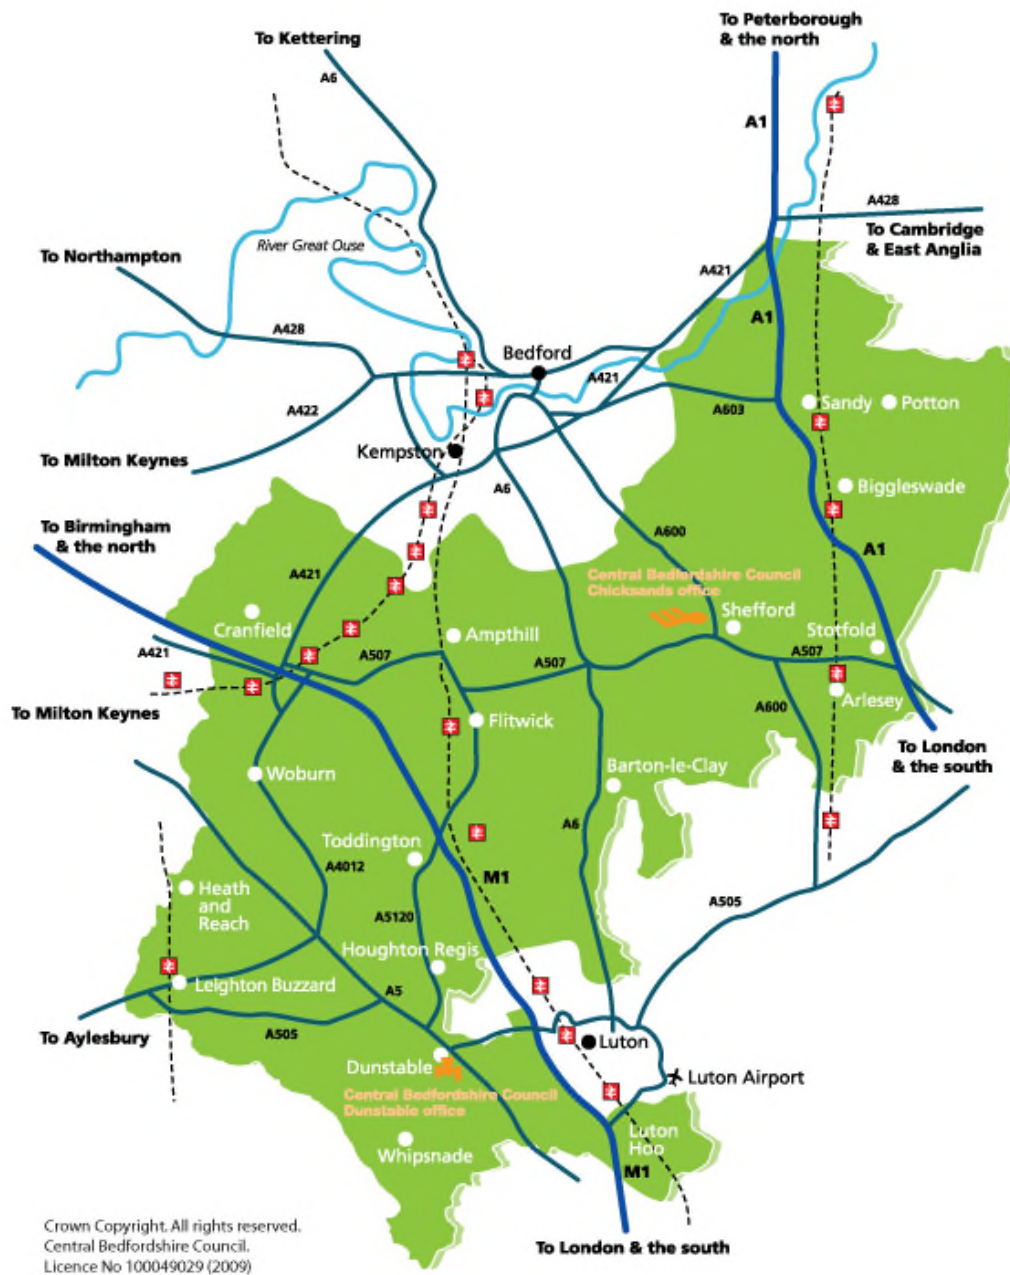 To Peterborough
& the north
To Kettering
A6
A1
A428
To Cambridge
& East Anglia
River Great Ouse
To Northampton
A421
A428
A1
Bedford
A421
A422
A603
Sandy
Potton
Kempston
To Milton Keynes
A6
Biggleswade
To Birmingham
& the north
A600
A1
A421
Central Bedfordshire Council
Chicksands office
Shefford
Cranfield
Ampthill
Stotfold
A421
A507
A507
A507
To Milton Keynes
A600
Arlesey
Flitwick
To London
& the south
Woburn
Barton-le-Clay
Toddington
A6
A4012
M1
Heath
and
Reach
A505
A5120
Houghton Regis
Leighton Buzzard
A5
To Aylesbury
A505
Luton
Dunstable
Luton Airport
Central Bedfordshire Council
Dunstable office
Luton
Hoo
Whipsnade
M1
Crown Copyright. All rights reserved.
Central Bedfordshire Council.
Licence No 100049029 (2009)
To London & the south